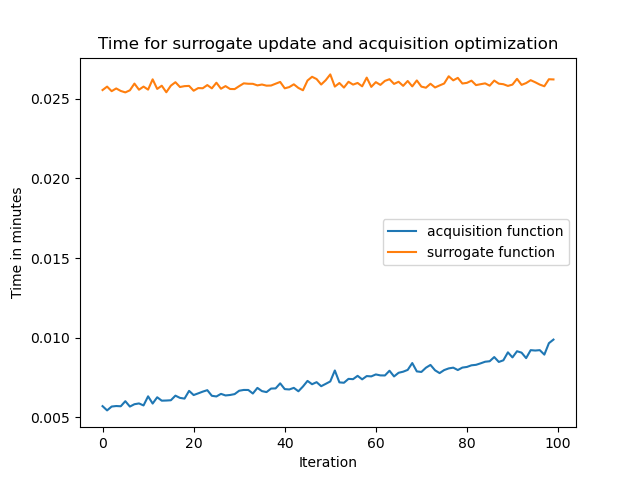 Time for surrogate update and acquisition optimization
0.025
0.020
0.015
0.010
0.005
Time in minutes
acquisition function
surrogate function
0 20 40 60 80 100
Iteration